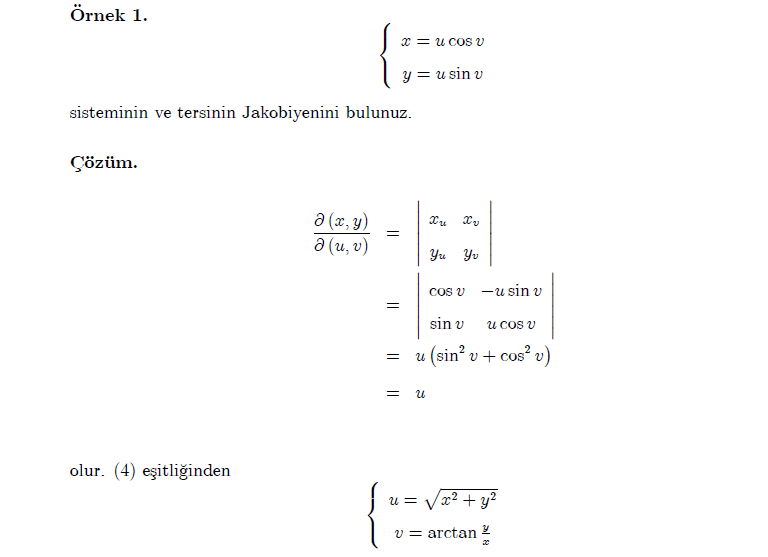 Örnek 1.
{ x = u cos v
y = u sin v
sisteminin ve tersinin Jakobiyenini bulunuz.
Çözüm.
∂(x, y)/∂(u, v) = | x_u x_v |
| y_u y_v |
= | cos v −u sin v |
| sin v u cos v |
= u (sin² v + cos² v)
= u
olur. (4) eşitliğinden
{ u = √(x² + y²)
v = arctan y/x